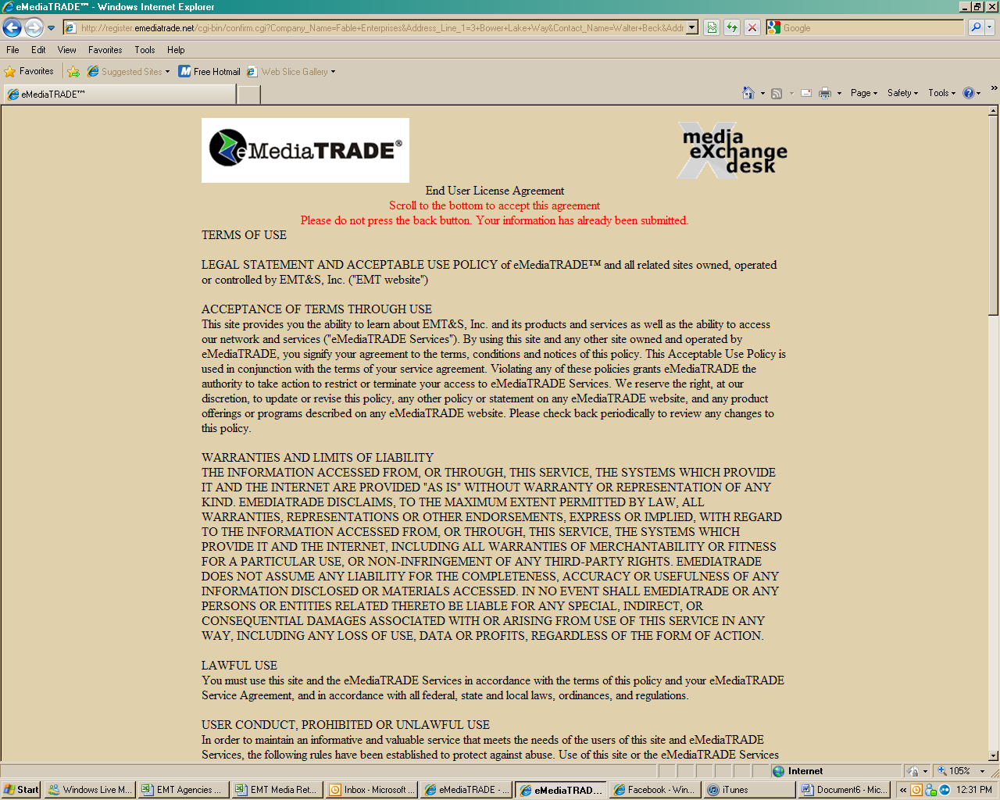 eMediaTRADE™ - Windows Internet Explorer
http://register.emediatrade.net/cgi-bin/confirm.cgi?Company_Name=Fable+Enterprises&Address_Line_1=3+Bower+Lake+Way&Contact_Name=Walter+Beck&Addr
Google
File Edit View Favorites Tools Help
Favorites Suggested Sites Free Hotmail Web Slice Gallery
eMediaTRADE™
Page Safety Tools
eMediaTRADE®
media
eXchange
desk
End User License Agreement
Scroll to the bottom to accept this agreement
Please do not press the back button. Your information has already been submitted.
TERMS OF USE
LEGAL STATEMENT AND ACCEPTABLE USE POLICY of eMediaTRADE™ and all related sites owned, operated
or controlled by EMT&S, Inc. ("EMT website")
ACCEPTANCE OF TERMS THROUGH USE
This site provides you the ability to learn about EMT&S, Inc. and its products and services as well as the ability to access
our network and services ("eMediaTRADE Services"). By using this site and any other site owned and operated by
eMediaTRADE, you signify your agreement to the terms, conditions and notices of this policy. This Acceptable Use Policy is
used in conjunction with the terms of your service agreement. Violating any of these policies grants eMediaTRADE the
authority to take action to restrict or terminate your access to eMediaTRADE Services. We reserve the right, at our
discretion, to update or revise this policy, any other policy or statement on any eMediaTRADE website, and any product
offerings or programs described on any eMediaTRADE website. Please check back periodically to review any changes to
this policy.
WARRANTIES AND LIMITS OF LIABILITY
THE INFORMATION ACCESSED FROM, OR THROUGH, THIS SERVICE, THE SYSTEMS WHICH PROVIDE
IT AND THE INTERNET ARE PROVIDED "AS IS" WITHOUT WARRANTY OR REPRESENTATION OF ANY
KIND. EMEDIATRADE DISCLAIMS, TO THE MAXIMUM EXTENT PERMITTED BY LAW, ALL
WARRANTIES, REPRESENTATIONS OR OTHER ENDORSEMENTS, EXPRESS OR IMPLIED, WITH REGARD
TO THE INFORMATION ACCESSED FROM, OR THROUGH, THIS SERVICE, THE SYSTEMS WHICH
PROVIDE IT AND THE INTERNET, INCLUDING ALL WARRANTIES OF MERCHANTABILITY OR FITNESS
FOR A PARTICULAR USE, OR NON-INFRINGEMENT OF ANY THIRD-PARTY RIGHTS. EMEDIATRADE
DOES NOT ASSUME ANY LIABILITY FOR THE COMPLETENESS, ACCURACY OR USEFULNESS OF ANY
INFORMATION DISCLOSED OR MATERIALS ACCESSED. IN NO EVENT SHALL EMEDIATRADE OR ANY
PERSONS OR ENTITIES RELATED THERETO BE LIABLE FOR ANY SPECIAL, INDIRECT, OR
CONSEQUENTIAL DAMAGES ASSOCIATED WITH OR ARISING FROM USE OF THIS SERVICE IN ANY
WAY, INCLUDING ANY LOSS OF USE, DATA OR PROFITS, REGARDLESS OF THE FORM OF ACTION.
LAWFUL USE
You must use this site and the eMediaTRADE Services in accordance with the terms of this policy and your eMediaTRADE
Service Agreement, and in accordance with all federal, state and local laws, ordinances, and regulations.
USER CONDUCT, PROHIBITED OR UNLAWFUL USE
In order to maintain an informative and valuable service that meets the needs of the users of this site and eMediaTRADE
Services, the following rules have been established to protect against abuse. Use of this site or the eMediaTRADE Services
Internet 105%
Start Windows Live M... EMT Agencies ... EMT Media Ret... Inbox - Microsoft ... eMediaTRADE - ... eMediaTRAD... Facebook - Win... iTunes Document6 - Mic... « 12:31 PM